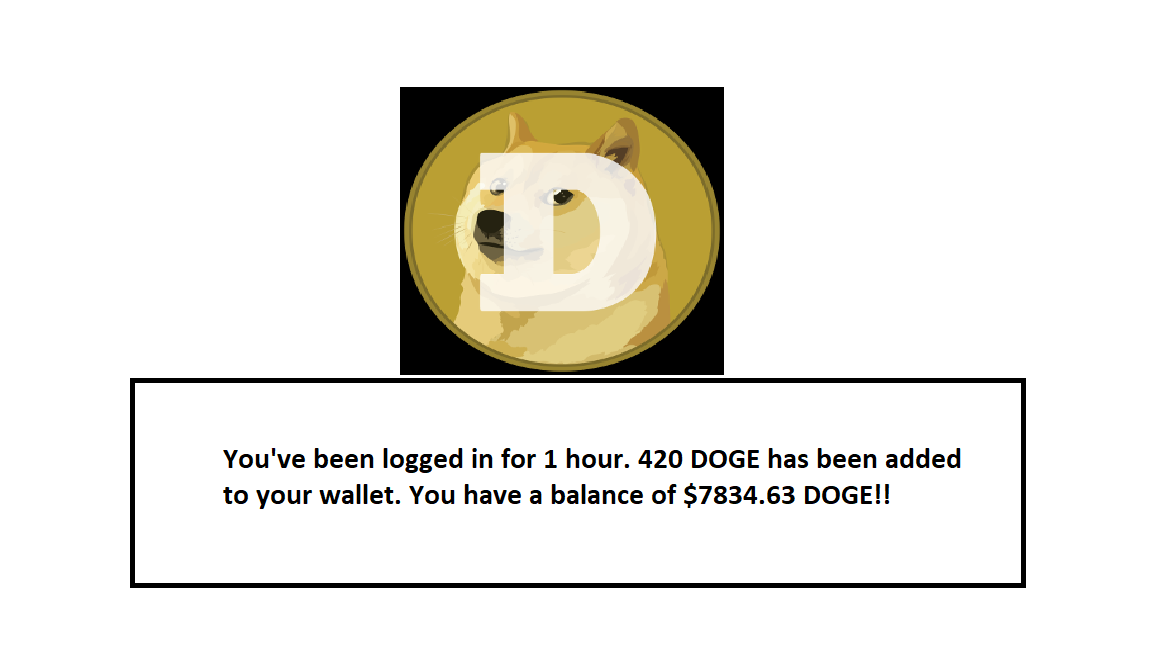 D
You've been logged in for 1 hour. 420 DOGE has been added
to your wallet. You have a balance of $7834.63 DOGE!!